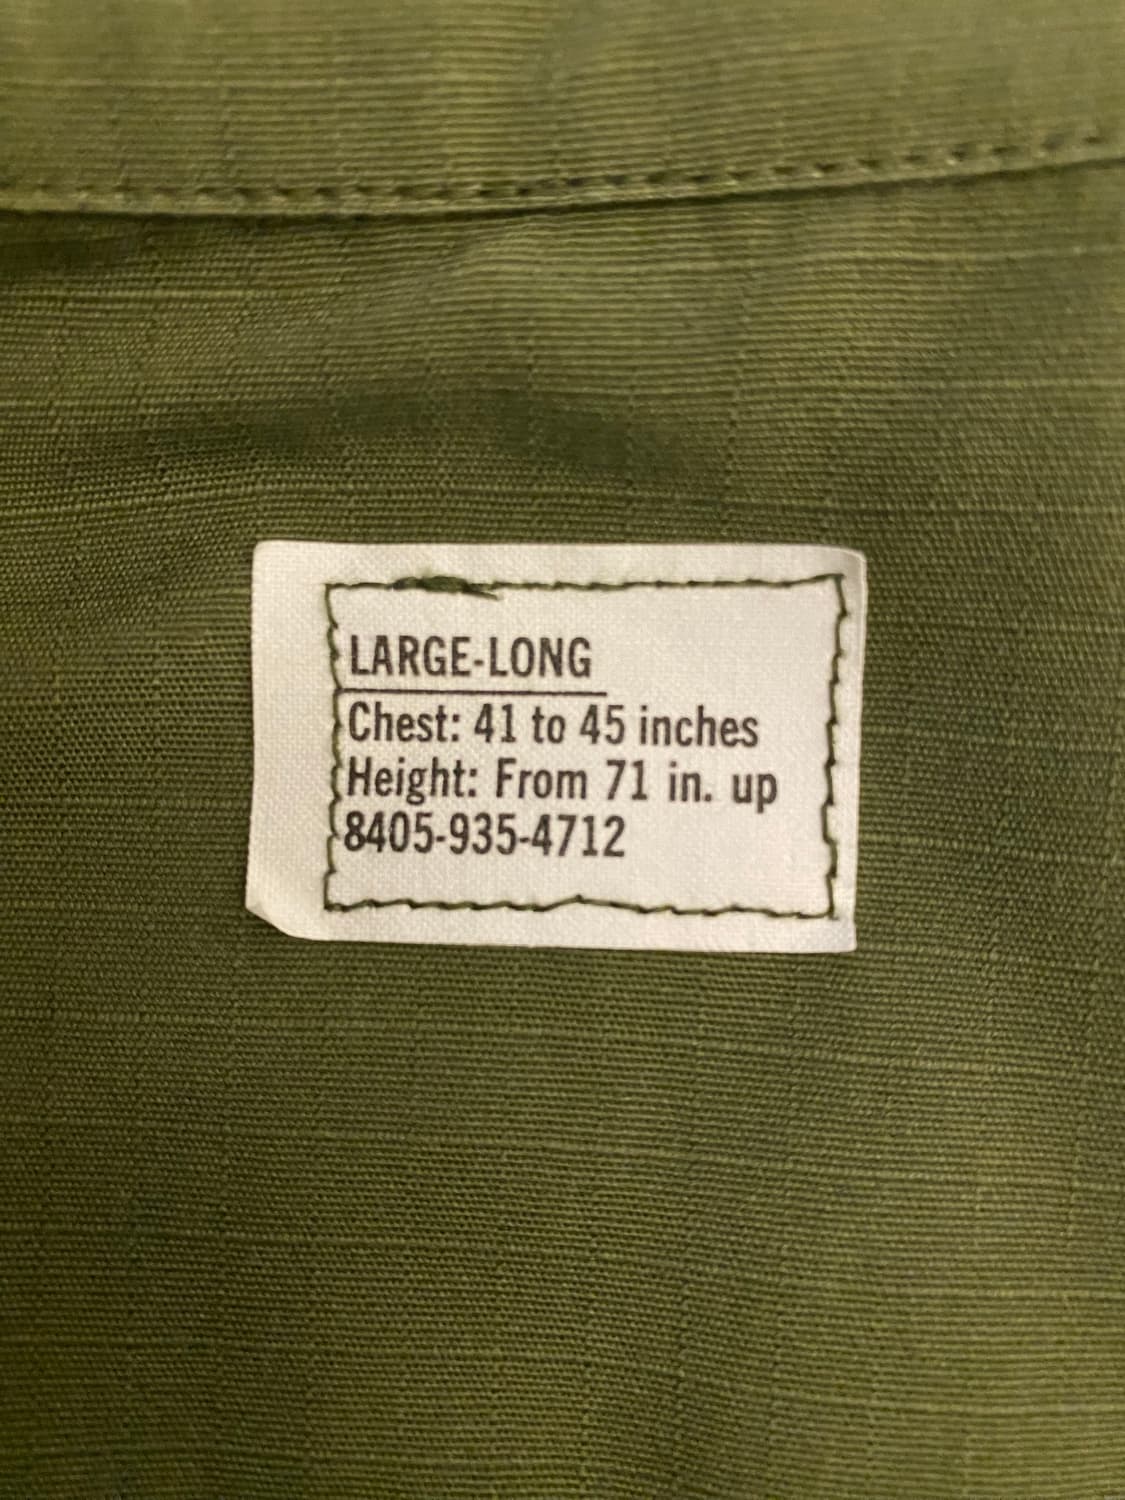 LARGE-LONG
Chest: 41 to 45 inches
Height: From 71 in. up
8405-935-4712